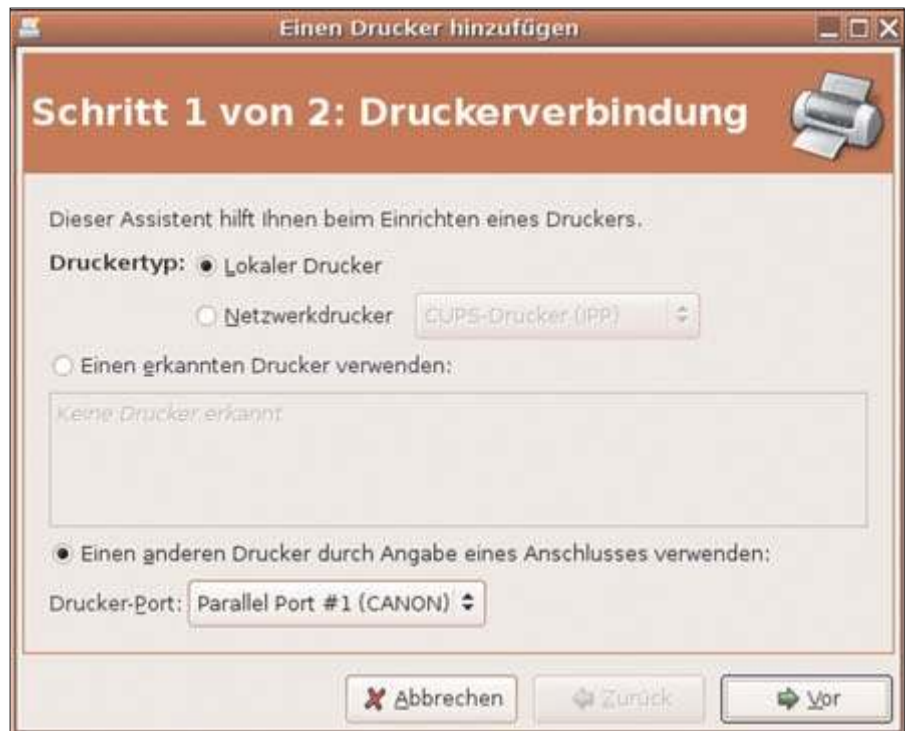 Einen Drucker hinzufügen
Schritt 1 von 2: Druckerverbindung
Dieser Assistent hilft Ihnen beim Einrichten eines Druckers.
Druckertyp: Lokaler Drucker
Netzwerkdrucker CUPS-Drucker (IPP)
Einen erkannten Drucker verwenden:
Keine Drucker erkannt
Einen anderen Drucker durch Angabe eines Anschlusses verwenden:
Drucker-Port: Parallel Port #1 (CANON)
Abbrechen Zurück Vor